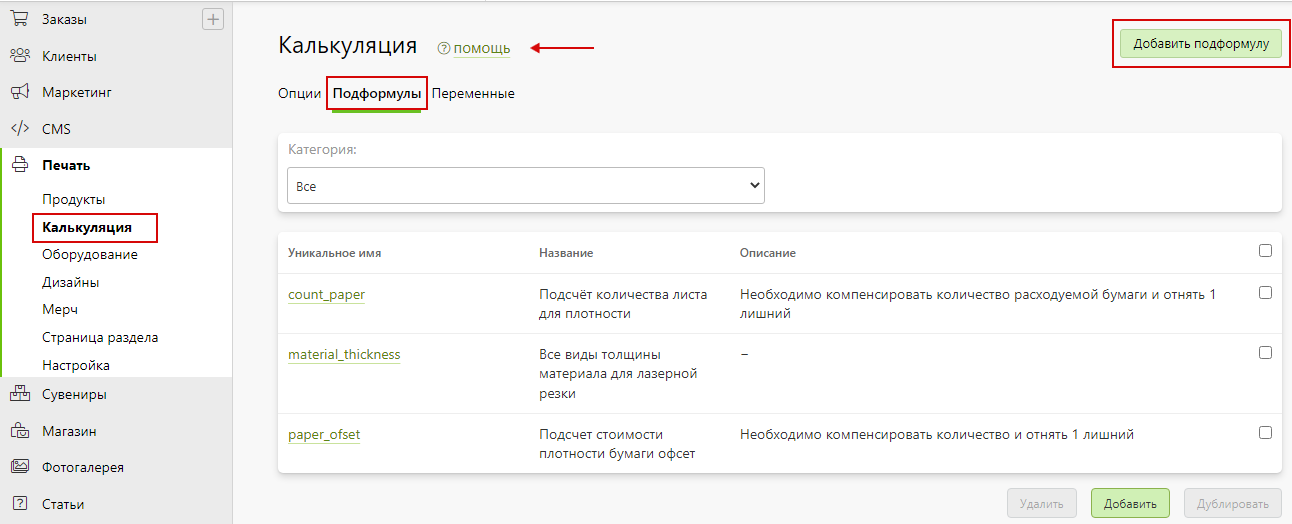 Заказы
Клиенты
Маркетинг
CMS
Печать
Продукты
Калькуляция
Оборудование
Дизайны
Мерч
Страница раздела
Настройка
Сувениры
Магазин
Фотогалерея
Статьи
Калькуляция помощь
Добавить подформулу
Опции Подформулы Переменные
Категория:
Все
Уникальное имя Название Описание
count_paper Подсчёт количества листа Необходимо компенсировать количество расходуемой бумаги и отнять 1
для плотности лишний
material_thickness Все виды толщины –
материала для лазерной
резки
paper_ofset Подсчет стоимости Необходимо компенсировать количество и отнять 1 лишний
плотности бумаги офсет
Удалить Добавить Дублировать